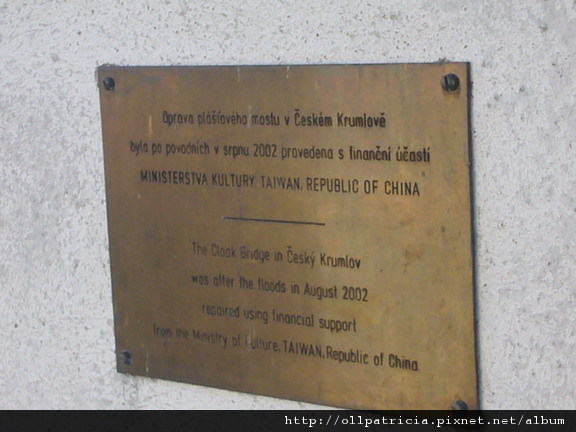 Oprava plášťového mostu v Českém Krumlově
byla po povodních v srpnu 2002 provedena s finanční účastí
MINISTERSTVA KULTURY, TAIWAN, REPUBLIC OF CHINA
The Cloak Bridge in Český Krumlov
was after the floods in August 2002
repaired using financial support
from the Ministry of Culture, TAIWAN, Republic of China
http://ollpatricia.pixnet.net/album